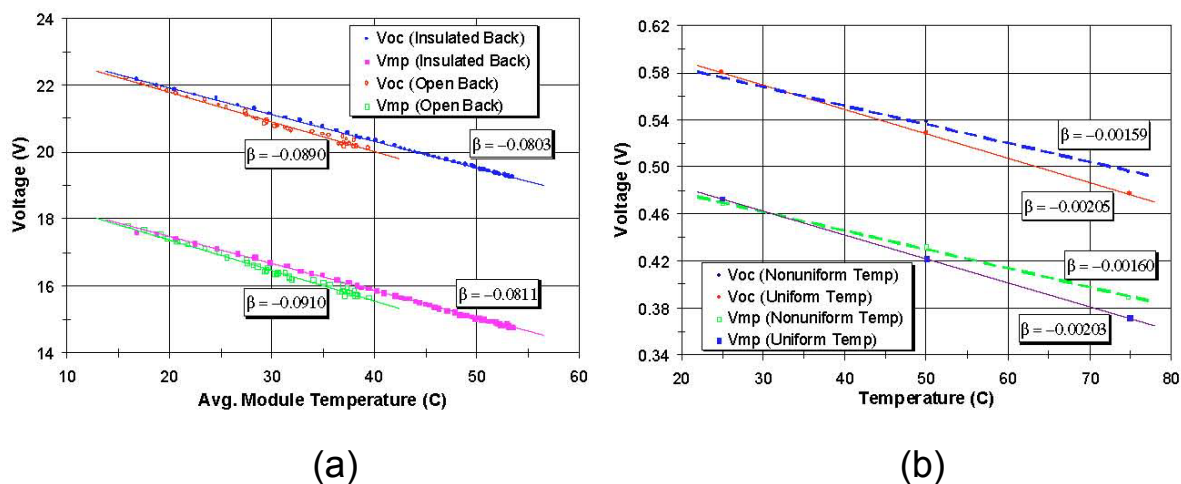 24
22
20
18
16
14
Voltage (V)
Voc (Insulated Back)
Vmp (Insulated Back)
Voc (Open Back)
Vmp (Open Back)
β = −0.0890
β = −0.0803
β = −0.0910
β = −0.0811
10 20 30 40 50 60
Avg. Module Temperature (C)
(a)
0.62
0.58
0.54
0.50
0.46
0.42
0.38
0.34
Voltage (V)
β = −0.00159
β = −0.00205
β = −0.00160
β = −0.00203
Voc (Nonuniform Temp)
Voc (Uniform Temp)
Vmp (Nonuniform Temp)
Vmp (Uniform Temp)
20 30 40 50 60 70 80
Temperature (C)
(b)